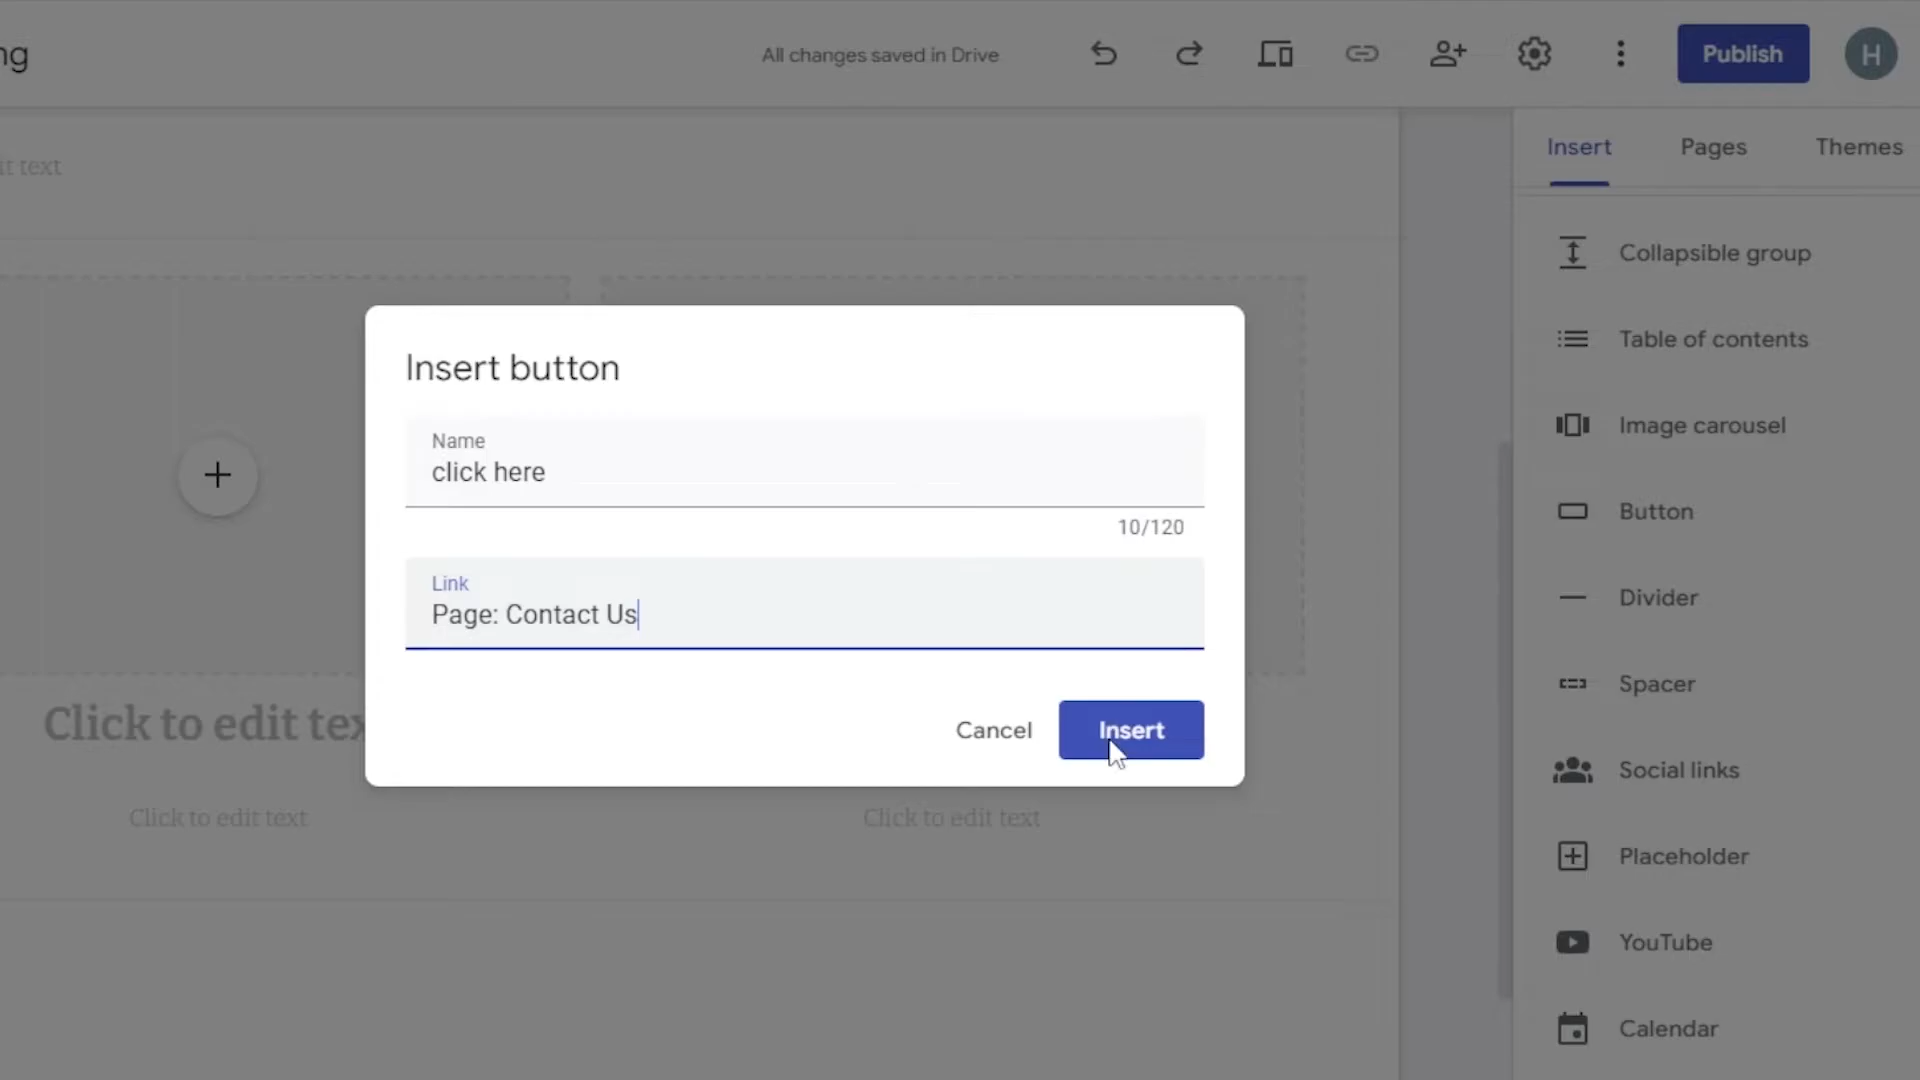 ng
All changes saved in Drive
Publish
H
Insert
Pages
Themes
it text
Collapsible group
Table of contents
Image carousel
Button
Divider
Spacer
Social links
Placeholder
YouTube
Calendar
Insert button
Name
click here
10/120
Link
Page: Contact Us
Cancel
Insert
Click to edit tex
Click to edit text
Click to edit text